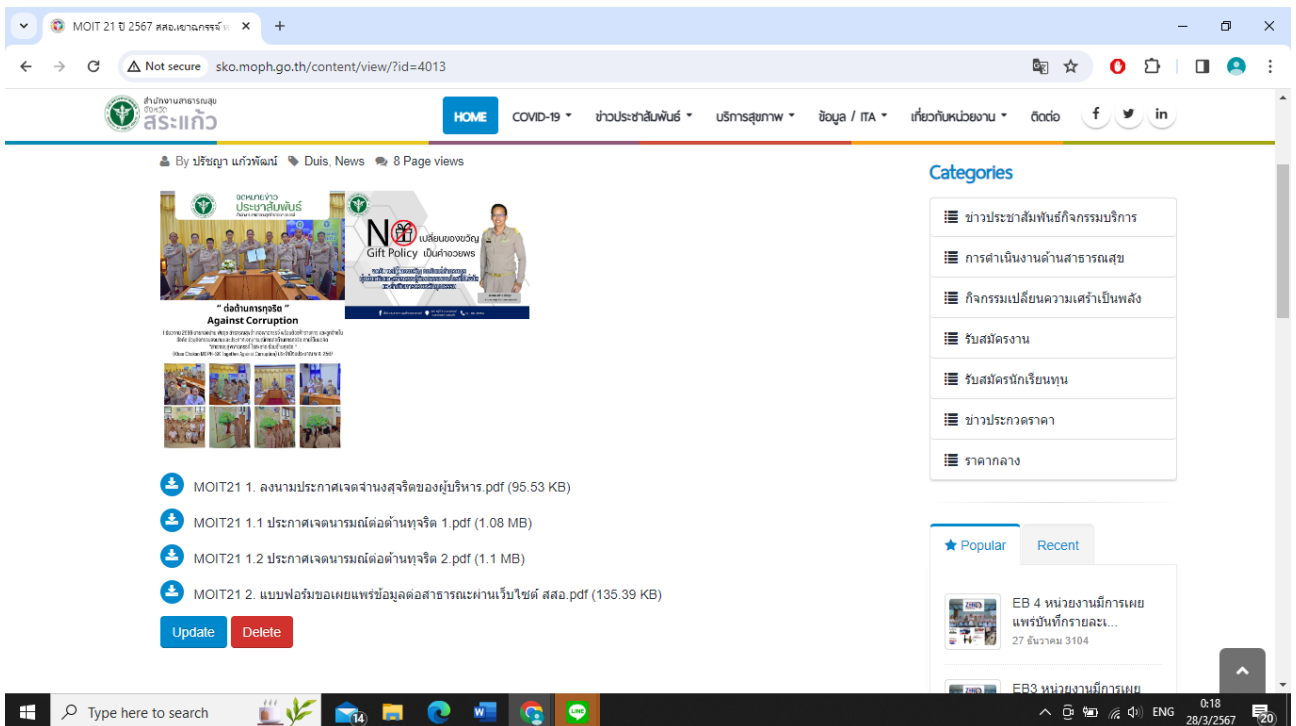 MOIT 21 ปี 2567 สสอ.เขาฉกรรจ์
Not secure sko.moph.go.th/content/view/?id=4013
สำนักงานสาธารณสุข
จังหวัด
สระแก้ว
HOME COVID-19 ข่าวประชาสัมพันธ์ บริการสุขภาพ ข้อมูล / ITA เกี่ยวกับหน่วยงาน ติดต่อ
By ปรัชญา แก้วพัฒน์ Duis, News 8 Page views
จดหมายข่าว
ประชาสัมพันธ์
NO
Gift Policy
เปลี่ยนของขวัญ
เป็นคำอวยพร
“ ต่อต้านการทุจริต ”
Against Corruption
MOIT21 1. ลงนามประกาศเจตจำนงสุจริตของผู้บริหาร.pdf (95.53 KB)
MOIT21 1.1 ประกาศเจตนารมณ์ต่อต้านทุจริต 1.pdf (1.08 MB)
MOIT21 1.2 ประกาศเจตนารมณ์ต่อต้านทุจริต 2.pdf (1.1 MB)
MOIT21 2. แบบฟอร์มขอเผยแพร่ข้อมูลต่อสาธารณะผ่านเว็บไซต์ สสอ.pdf (135.39 KB)
Update Delete
Categories
ข่าวประชาสัมพันธ์กิจกรรมบริการ
การดำเนินงานด้านสาธารณสุข
กิจกรรมเปลี่ยนความเศร้าเป็นพลัง
รับสมัครงาน
รับสมัครนักเรียนทุน
ข่าวประกวดราคา
ราคากลาง
Popular Recent
EB 4 หน่วยงานมีการเผย
แพร่บันทึกรายละเ...
27 ธันวาคม 3104
EB3 หน่วยงานมีการเผย
Type here to search
14
ENG
0:18
28/3/2567
20